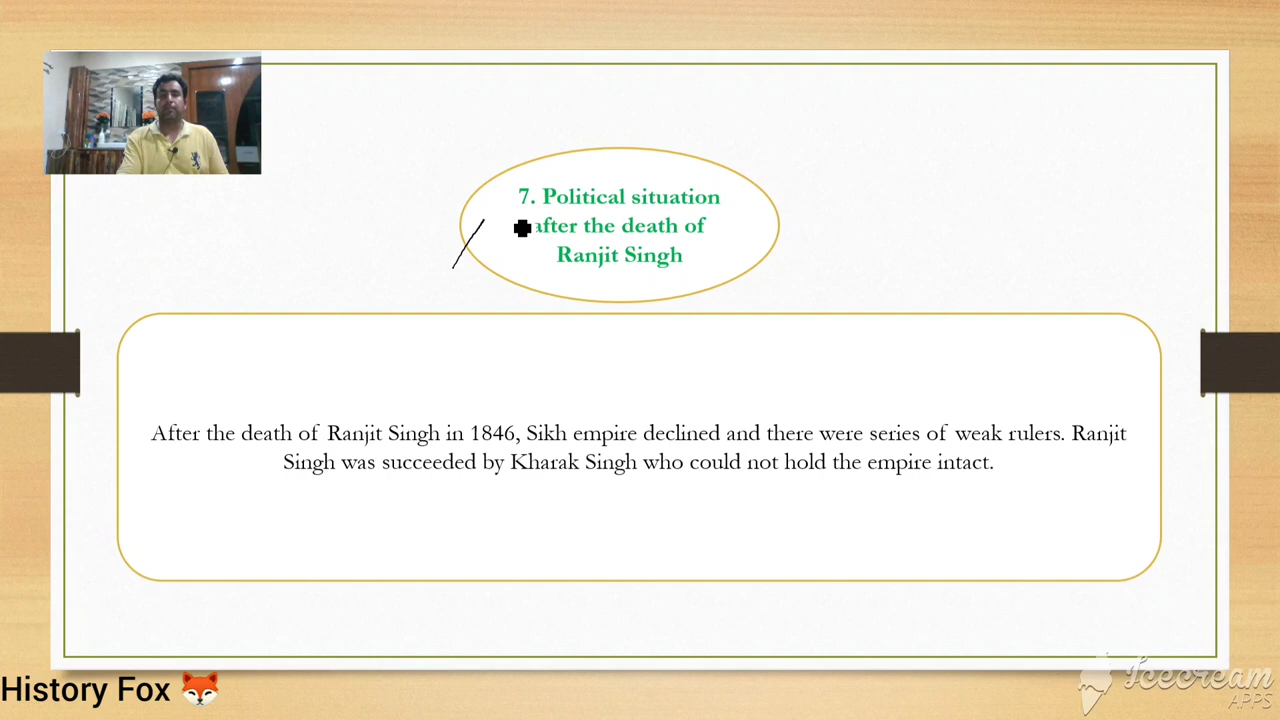 7. Political situation
after the death of
Ranjit Singh
After the death of Ranjit Singh in 1846, Sikh empire declined and there were series of weak rulers. Ranjit
Singh was succeeded by Kharak Singh who could not hold the empire intact.
History Fox 🦊
Icecream
APPS